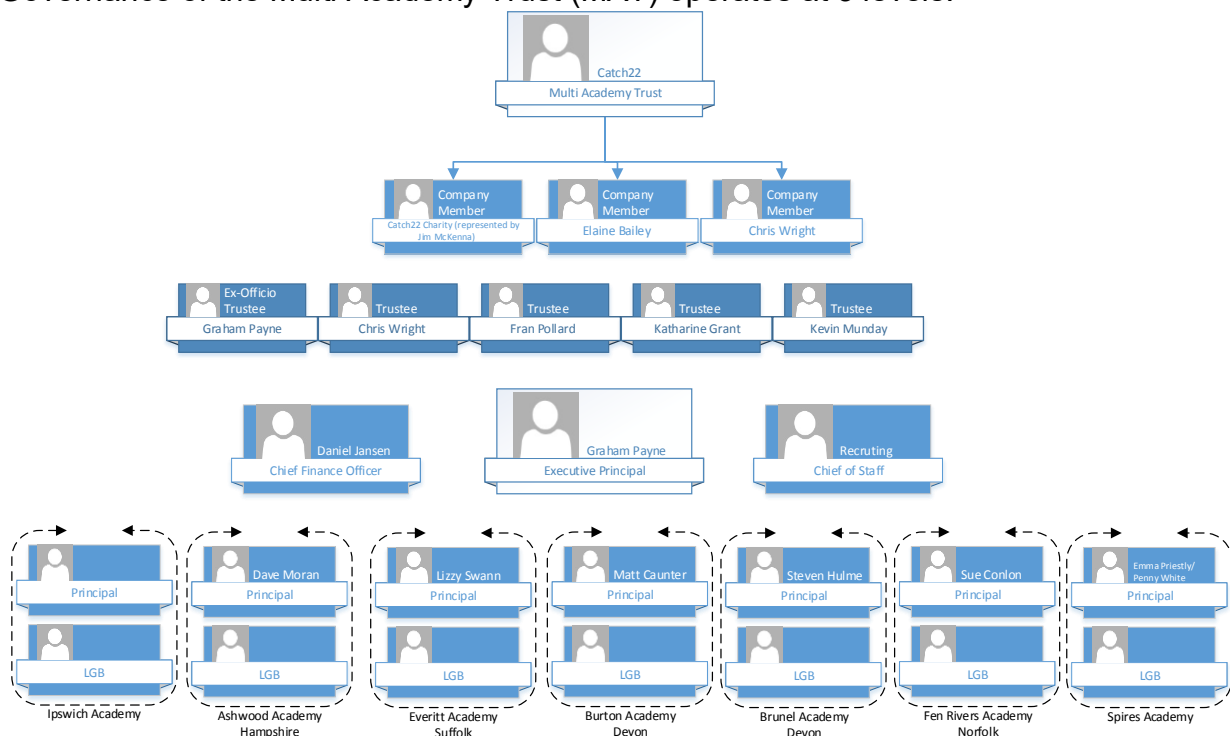 Governance of the Multi Academy Trust (MAT) operates at 3 levels:
Catch22
Multi Academy Trust
Company
Member
Catch22 Charity (represented by
Jim McKenna)
Company
Member
Elaine Bailey
Company
Member
Chris Wright
Ex-Officio
Trustee
Graham Payne
Trustee
Chris Wright
Trustee
Fran Pollard
Trustee
Katharine Grant
Trustee
Kevin Munday
Daniel Jansen
Chief Finance Officer
Graham Payne
Executive Principal
Recruting
Chief of Staff
Principal
LGB
Ipswich Academy
Dave Moran
Principal
LGB
Ashwood Academy
Hampshire
Lizzy Swann
Principal
LGB
Everitt Academy
Suffolk
Matt Caunter
Principal
LGB
Burton Academy
Devon
Steven Hulme
Principal
LGB
Brunel Academy
Devon
Sue Conlon
Principal
LGB
Fen Rivers Academy
Norfolk
Emma Priestly/
Penny White
Principal
LGB
Spires Academy